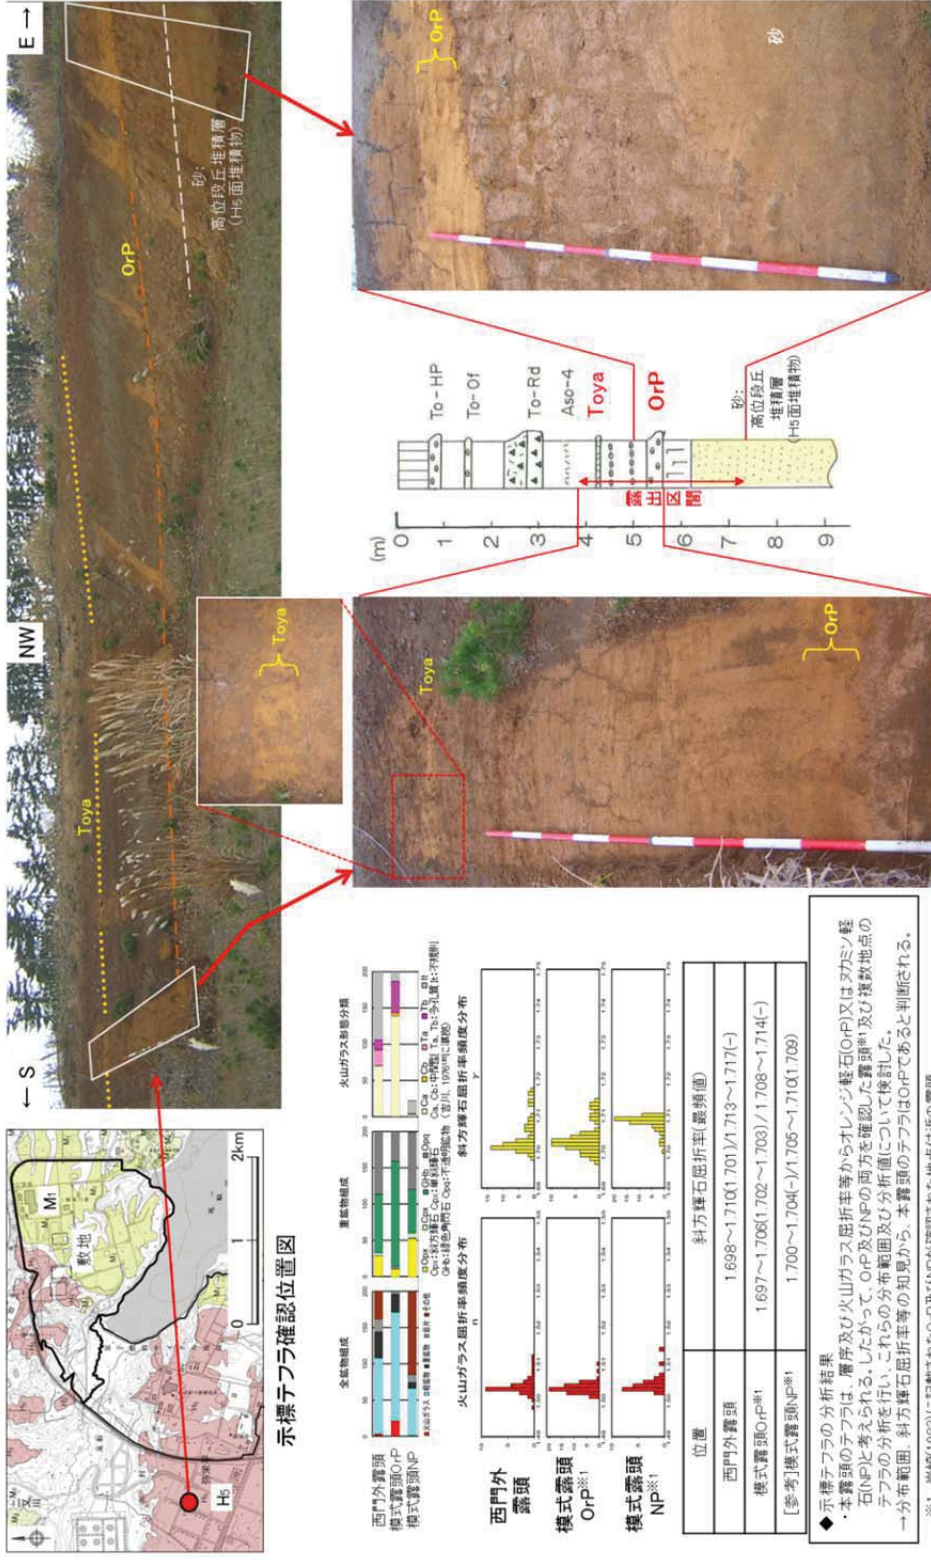 ←S
NW
E→
Toya
OrP
砂:
高位段丘堆積層
(H5面堆積物)
M1
敷地
H5
0 1 2km
示標テフラ確認位置図
Toya
Toya
OrP
OrP
砂
(m)
0
1
2
3
4
5
6
7
8
9
To-HP
To-Of
To-Rd
Aso-4
Toya
OrP
砂:
高位段丘
堆積層
(H5面堆積物)
露出区間
全鉱物組成
重鉱物組成
火山ガラス形態分類
西門外露頭
模式露頭OrP
模式露頭NP
0 50 100 150 200
0 50 100 150 200
0 50 100 150 200
火山ガラス屈折率頻度分布
斜方輝石屈折率頻度分布
n
γ
西門外
露頭
模式露頭
OrP※1
模式露頭
NP※1
位置
斜方輝石屈折率(最頻値)
西門外露頭
1.698~1.710(1.701)/1.713~1.717(-)
模式露頭OrP※1
1.697~1.706(1.702~1.703)/1.708~1.714(-)
[参考]模式露頭NP※1
1.700~1.704(-)/1.705~1.710(1.709)
◆示標テフラの分析結果
・本露頭のテフラは、層序及び火山ガラス屈折率等からオレンジ軽石(OrP)又はヌカミソ軽
石(NP)と考えられる。したがって、OrP及びNPの両方を確認した露頭※1及び複数地点の
テフラの分析を行い、これらの分布範囲及び分析値について検討した。
→分布範囲、斜方輝石屈折率等の知見から、本露頭のテフラはOrPであると判断される。